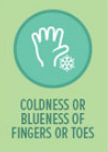 COLDNESS OR
BLUENESS OF
FINGERS OR TOES